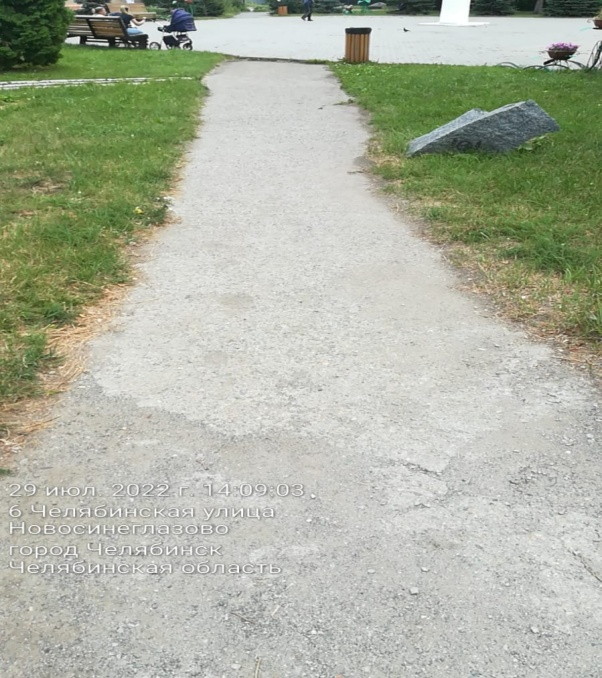 29 июл. 2022 г. 14:09:03
6 Челябинская улица
Новосинеглазово
город Челябинск
Челябинская область